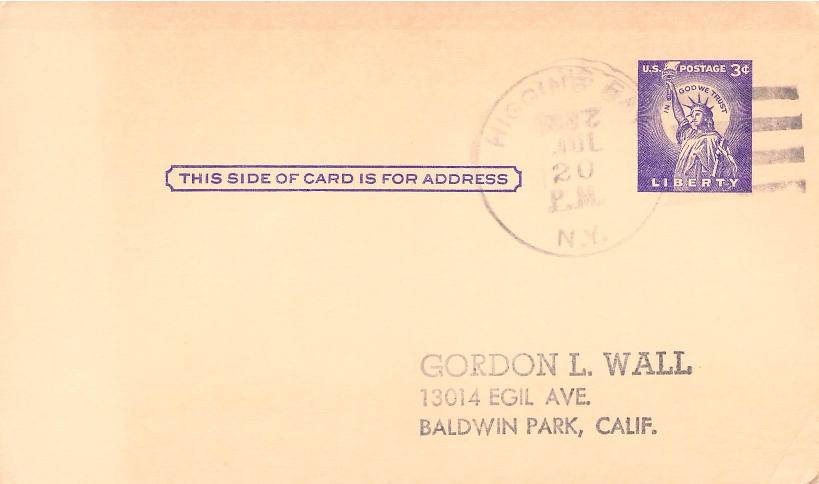 U.S. POSTAGE 3¢
IN GOD WE TRUST
LIBERTY
HIGGINS
JUL
20
P.M.
N.Y.
THIS SIDE OF CARD IS FOR ADDRESS
GORDON L. WALL
13014 EGIL AVE.
BALDWIN PARK, CALIF.